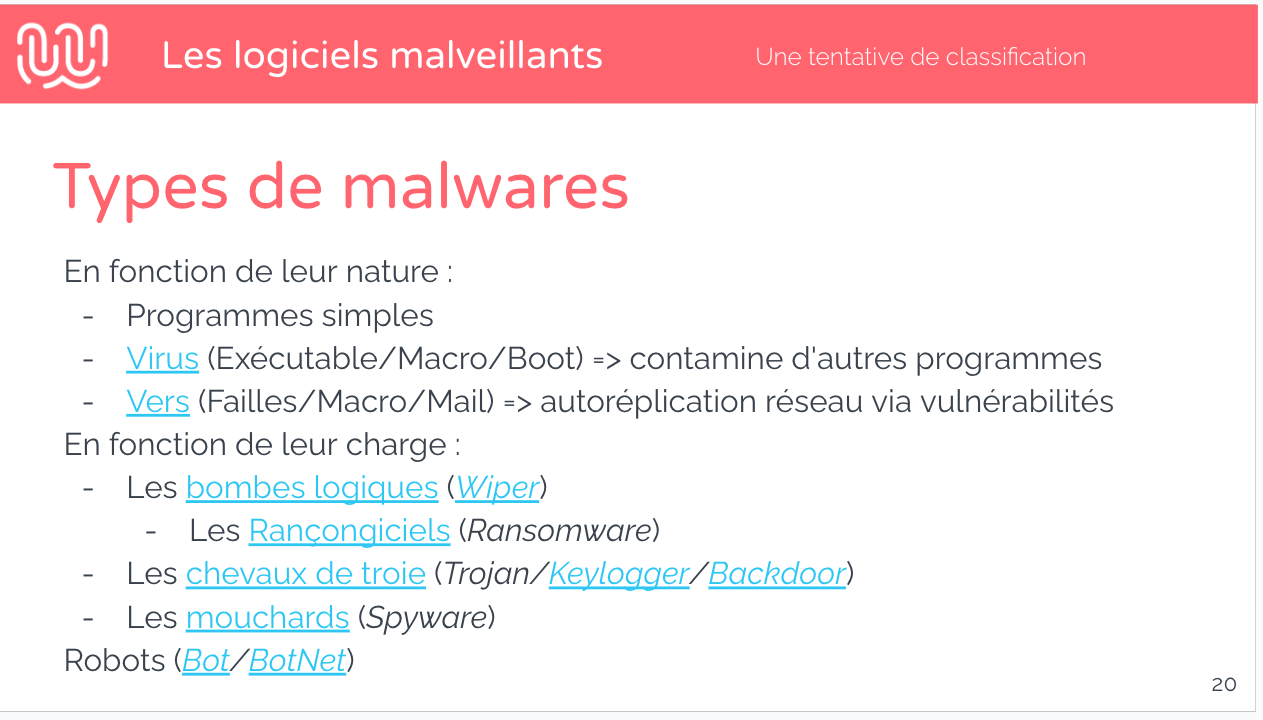 Les logiciels malveillants
Une tentative de classification
Types de malwares
En fonction de leur nature :
- Programmes simples
- Virus (Exécutable/Macro/Boot) => contamine d'autres programmes
- Vers (Failles/Macro/Mail) => autoréplication réseau via vulnérabilités
En fonction de leur charge :
- Les bombes logiques (Wiper)
- Les Rançongiciels (Ransomware)
- Les chevaux de troie (Trojan/Keylogger/Backdoor)
- Les mouchards (Spyware)
Robots (Bot/BotNet)
20